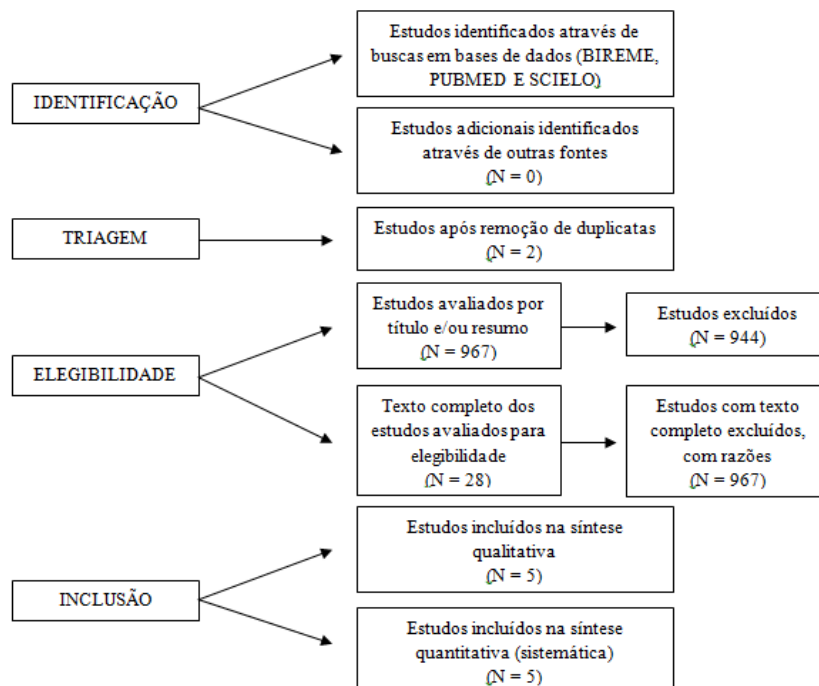 IDENTIFICAÇÃO
Estudos identificados através de
buscas em bases de dados (BIREME,
PUBMED E SCIELO)
Estudos adicionais identificados
através de outras fontes
(N = 0)
TRIAGEM
Estudos após remoção de duplicatas
(N = 2)
ELEGIBILIDADE
Estudos avaliados por
título e/ou resumo
(N = 967)
Estudos excluídos
(N = 944)
Texto completo dos
estudos avaliados para
elegibilidade
(N = 28)
Estudos com texto
completo excluídos,
com razões
(N = 967)
INCLUSÃO
Estudos incluídos na síntese
qualitativa
(N = 5)
Estudos incluídos na síntese
quantitativa (sistemática)
(N = 5)